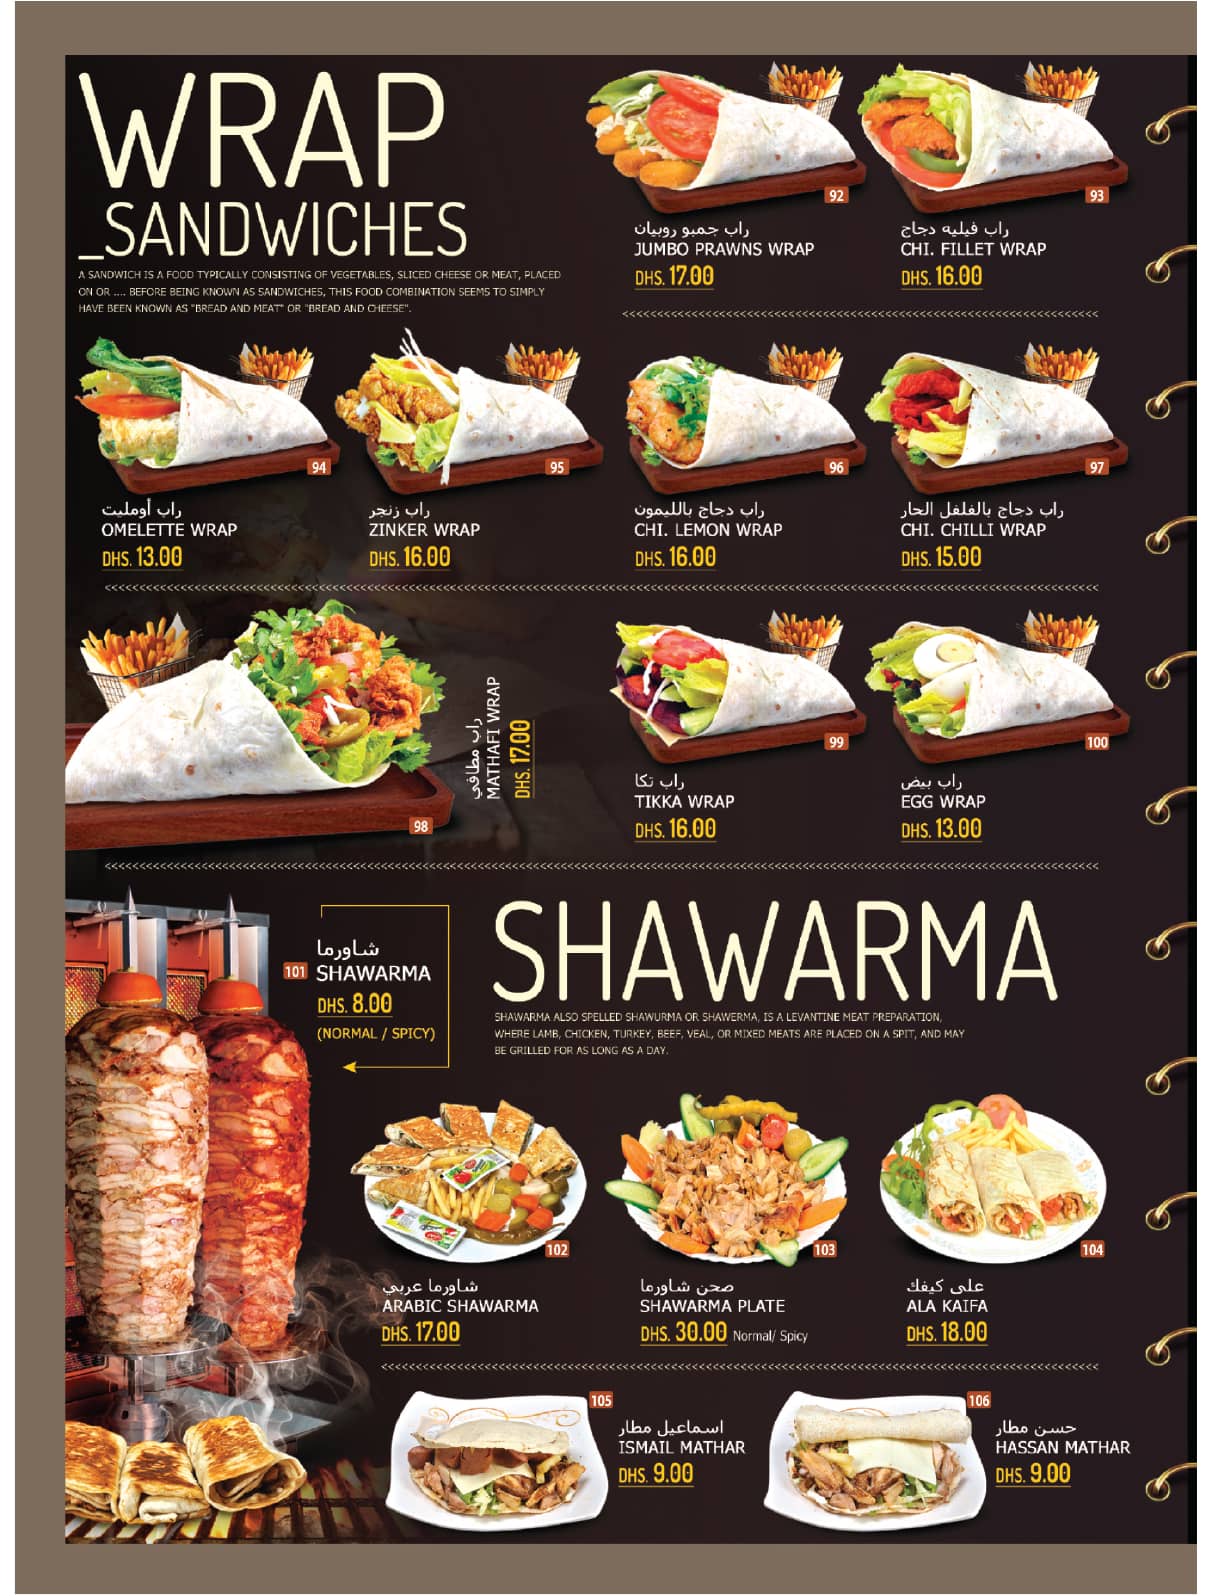 WRAP
_SANDWICHES
A SANDWICH IS A FOOD TYPICALLY CONSISTING OF VEGETABLES, SLICED CHEESE OR MEAT, PLACED
ON OR .... BEFORE BEING KNOWN AS SANDWICHES, THIS FOOD COMBINATION SEEMS TO SIMPLY
HAVE BEEN KNOWN AS "BREAD AND MEAT" OR "BREAD AND CHEESE".
92
راب جمبو روبيان
JUMBO PRAWNS WRAP
DHS. 17.00
93
راب فيليه دجاج
CHI. FILLET WRAP
DHS. 16.00
94
راب أومليت
OMELETTE WRAP
DHS. 13.00
95
راب زنجر
ZINKER WRAP
DHS. 16.00
96
راب دجاج بالليمون
CHI. LEMON WRAP
DHS. 16.00
97
راب دجاج بالفلفل الحار
CHI. CHILLI WRAP
DHS. 15.00
98
راب مطافي
MATHAFI WRAP
DHS. 17.00
99
راب تكا
TIKKA WRAP
DHS. 16.00
100
راب بيض
EGG WRAP
DHS. 13.00
101
شاورما
SHAWARMA
DHS. 8.00
(NORMAL / SPICY)
SHAWARMA
SHAWARMA ALSO SPELLED SHAWURMA OR SHAWERMA, IS A LEVANTINE MEAT PREPARATION,
WHERE LAMB, CHICKEN, TURKEY, BEEF, VEAL, OR MIXED MEATS ARE PLACED ON A SPIT, AND MAY
BE GRILLED FOR AS LONG AS A DAY.
102
شاورما عربي
ARABIC SHAWARMA
DHS. 17.00
103
صحن شاورما
SHAWARMA PLATE
DHS. 30.00 Normal/ Spicy
104
على كيفك
ALA KAIFA
DHS. 18.00
105
اسماعيل مطار
ISMAIL MATHAR
DHS. 9.00
106
حسن مطار
HASSAN MATHAR
DHS. 9.00